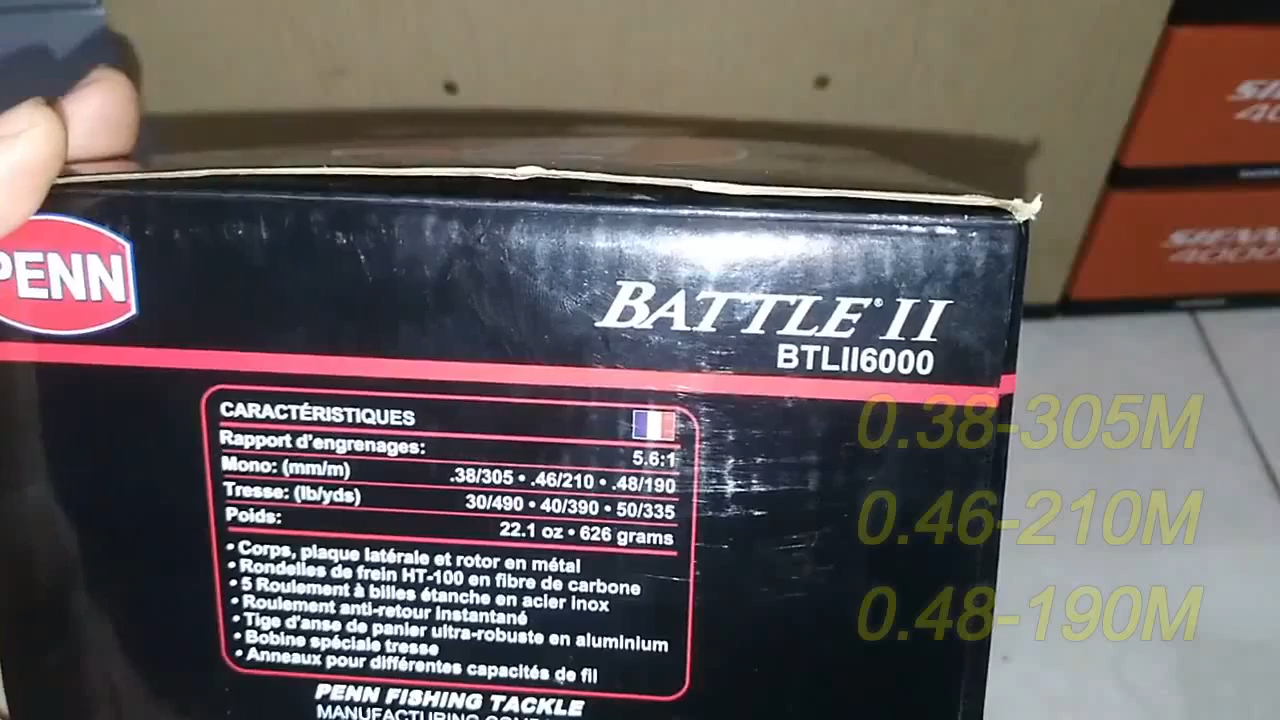 PENN
BATTLE® II
BTLII6000
CARACTÉRISTIQUES
Rapport d'engrenages: 5.6:1
Mono: (mm/m) .38/305 • .46/210 • .48/190
Tresse: (lb/yds) 30/490 • 40/390 • 50/335
Poids: 22.1 oz • 626 grams
• Corps, plaque latérale et rotor en métal
• Rondelles de frein HT-100 en fibre de carbone
• 5 Roulement à billes étanche en acier inox
• Roulement anti-retour instantané
• Tige d'anse de panier ultra-robuste en aluminium
• Bobine spéciale tresse
• Anneaux pour différentes capacités de fil
PENN FISHING TACKLE
MANUFACTURING
0.38-305M
0.46-210M
0.48-190M
4000